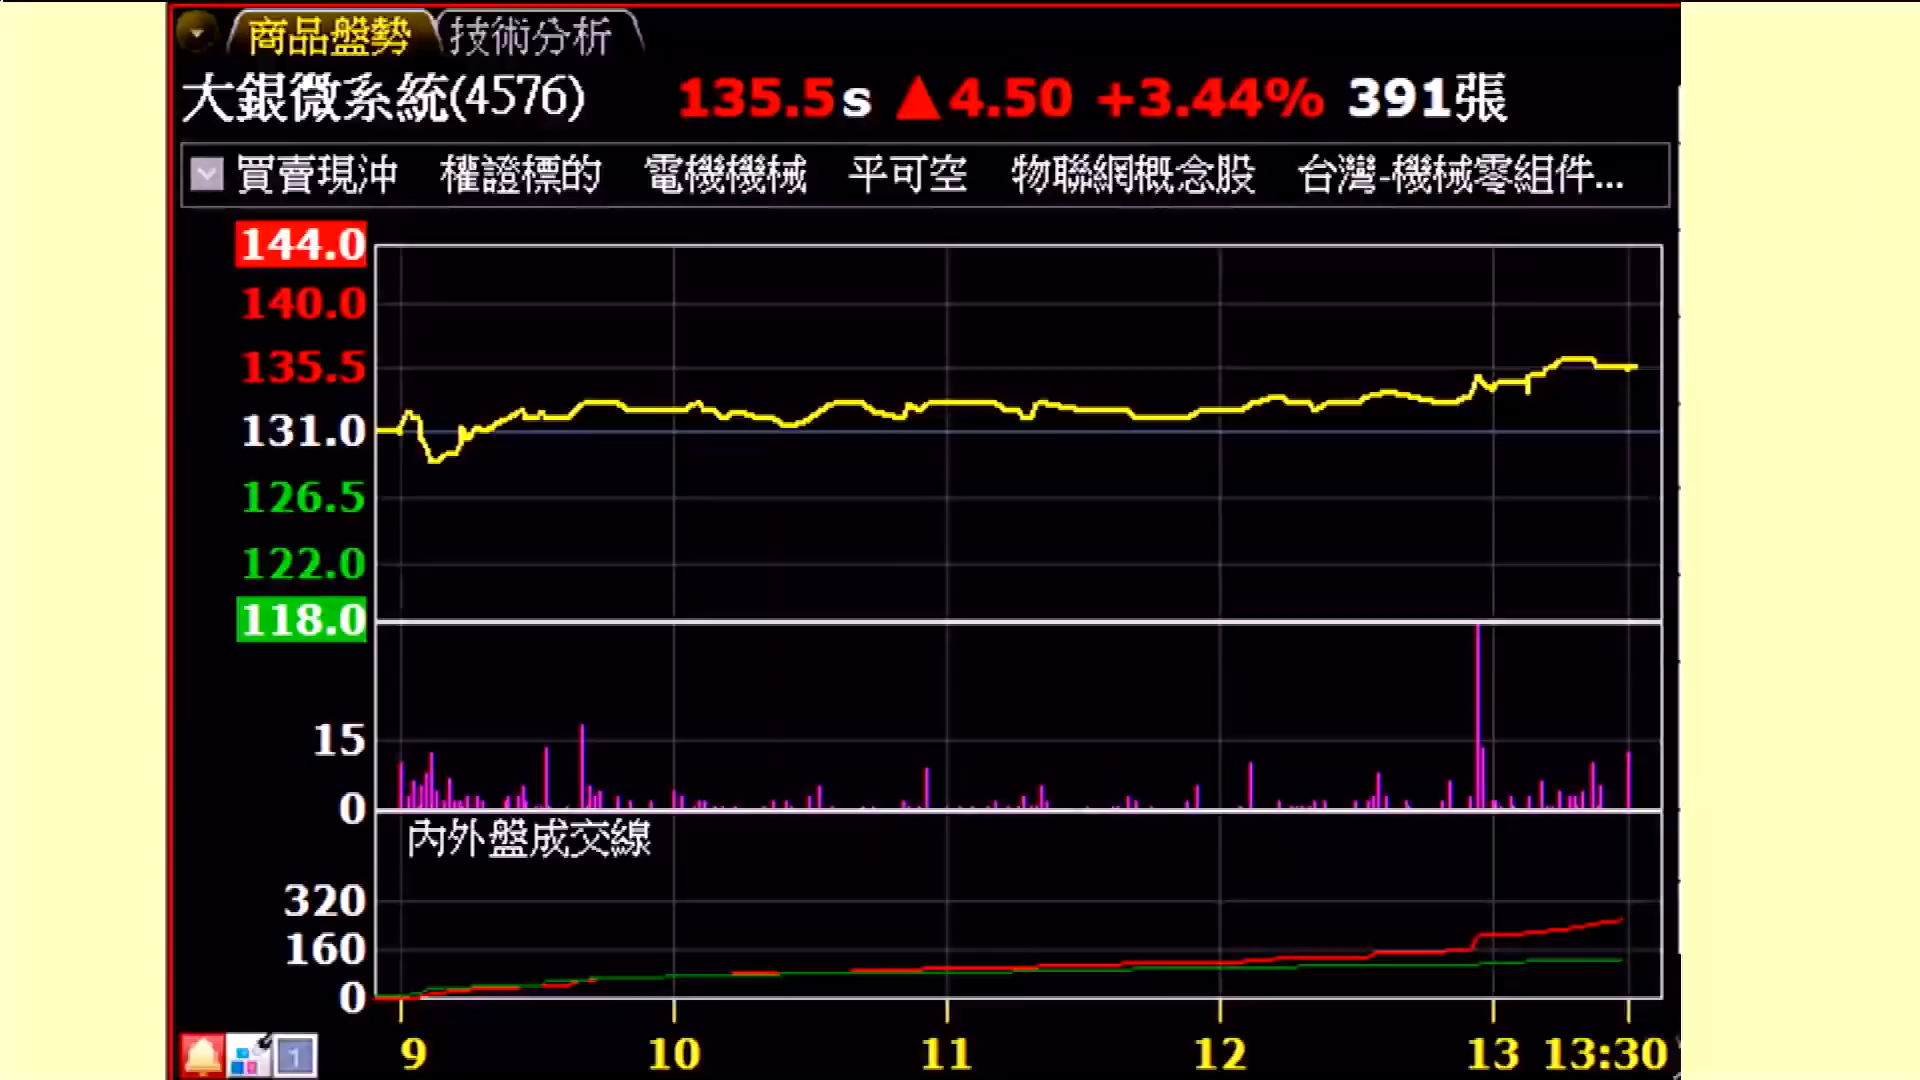 商品盤勢 技術分析
大銀微系統(4576) 135.5s ▲4.50 +3.44% 391張
買賣現沖 權證標的 電機機械 平可空 物聯網概念股 台灣-機械零組件...
144.0
140.0
135.5
131.0
126.5
122.0
118.0
15
0
內外盤成交線
320
160
0
9 10 11 12 13 13:30
1